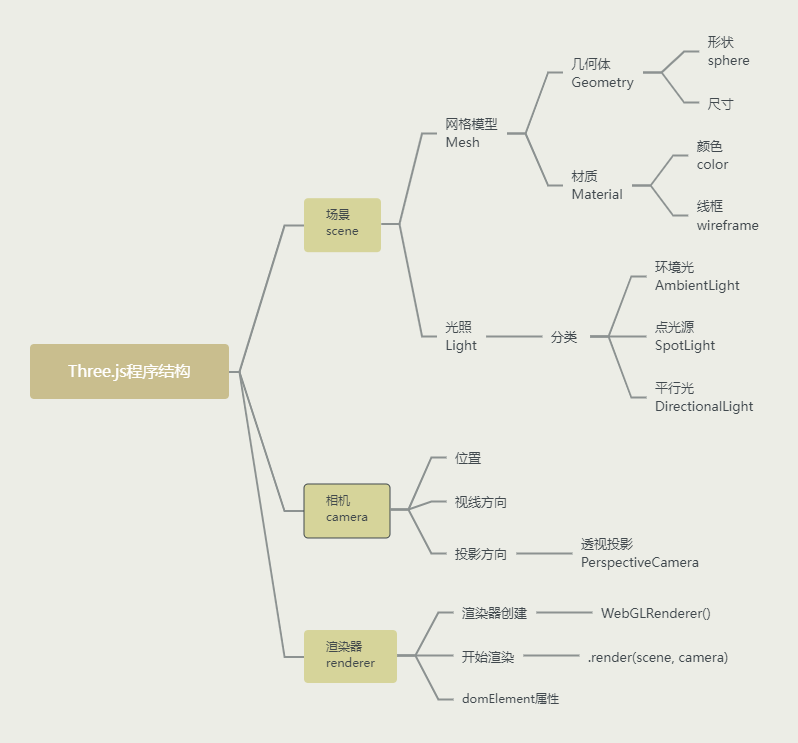 Three.js程序结构
场景
scene
网格模型
Mesh
几何体
Geometry
形状
sphere
尺寸
材质
Material
颜色
color
线框
wireframe
光照
Light
分类
环境光
AmbientLight
点光源
SpotLight
平行光
DirectionalLight
相机
camera
位置
视线方向
投影方向
透视投影
PerspectiveCamera
渲染器
renderer
渲染器创建
WebGLRenderer()
开始渲染
.render(scene, camera)
domElement属性